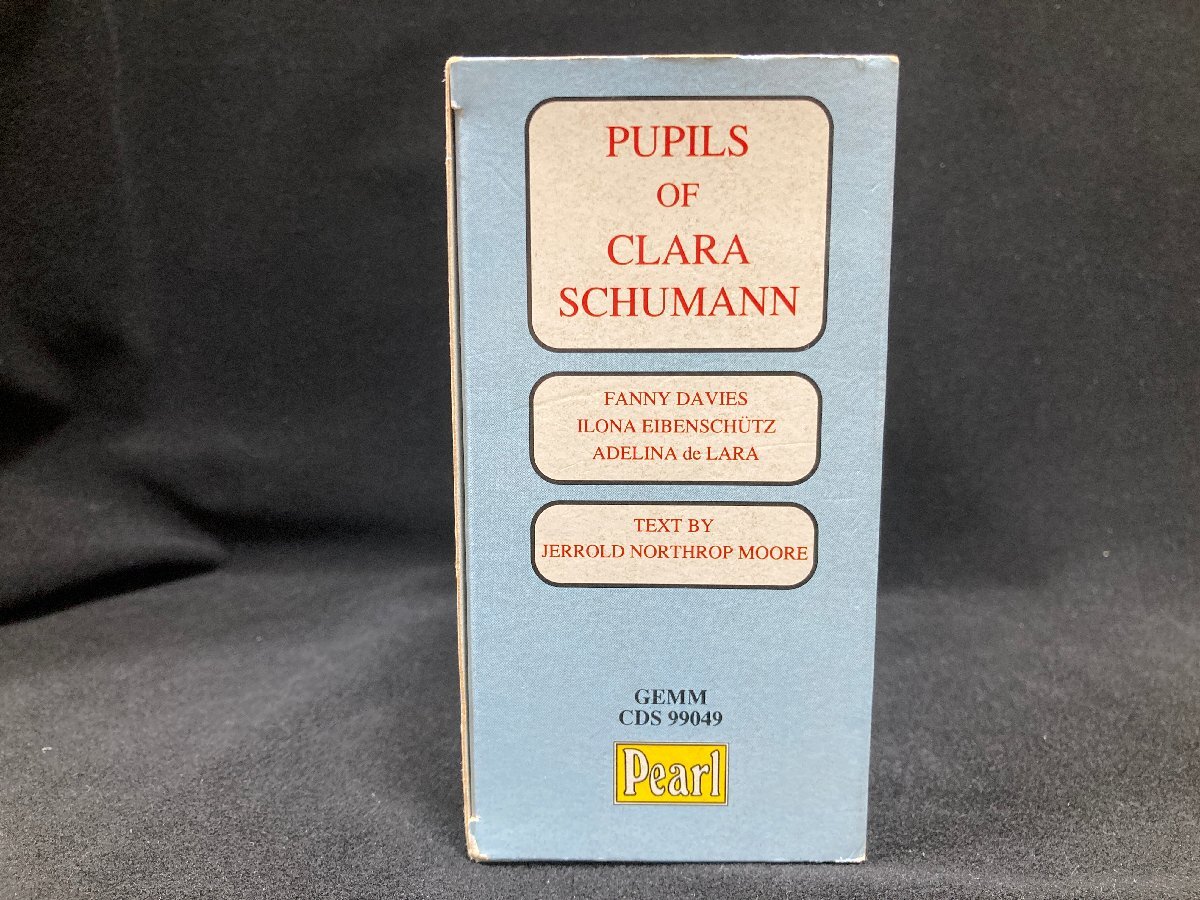 PUPILS
OF
CLARA
SCHUMANN
FANNY DAVIES
ILONA EIBENSCHÜTZ
ADELINA de LARA
TEXT BY
JERROLD NORTHROP MOORE
GEMM
CDS 99049
Pearl